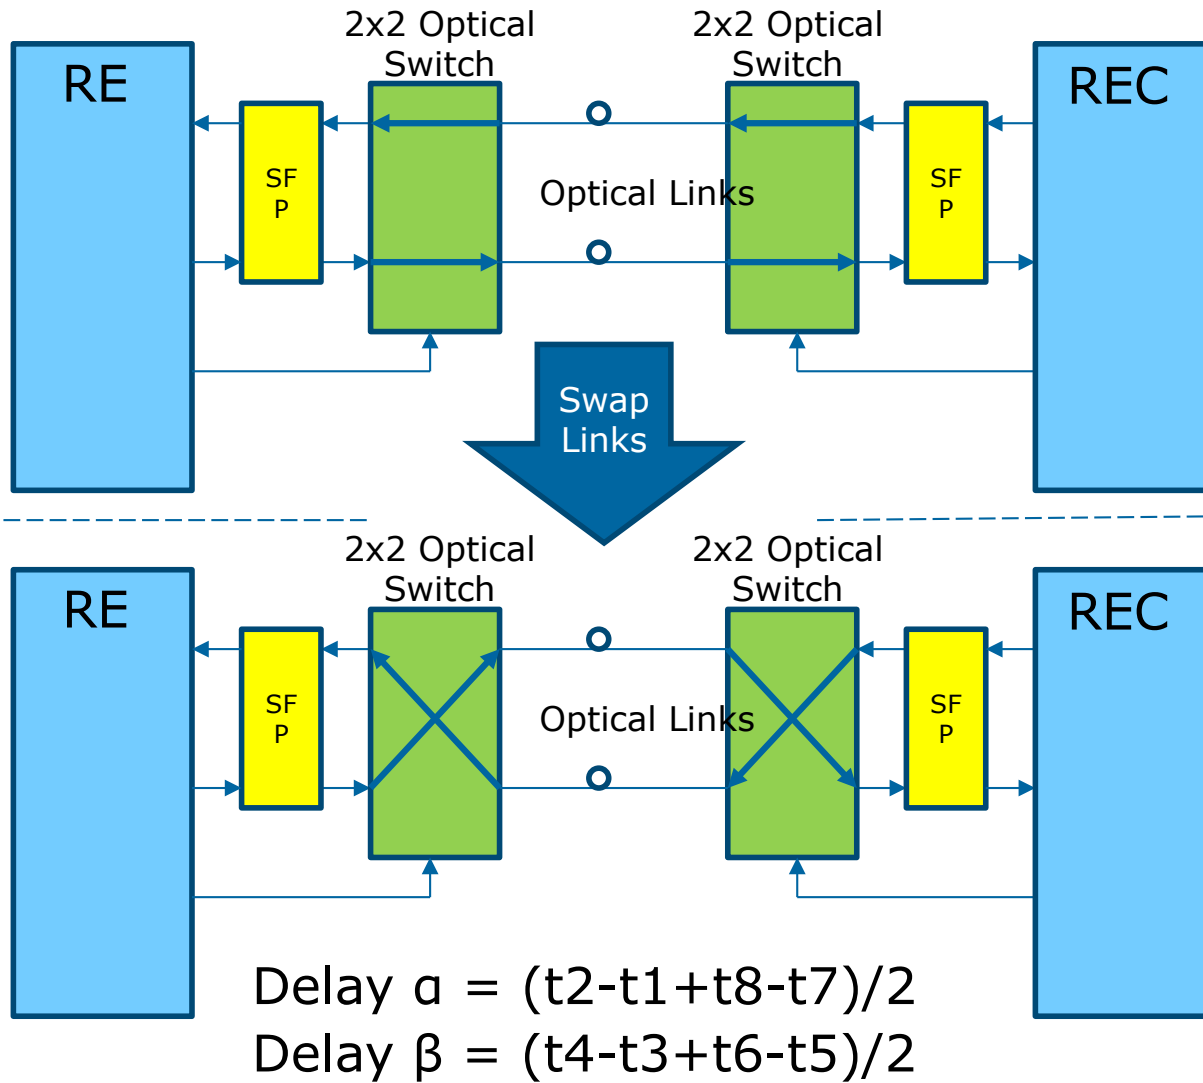 2x2 Optical
Switch
2x2 Optical
Switch
RE
REC
SF
P
SF
P
Optical Links
Swap
Links
2x2 Optical
Switch
2x2 Optical
Switch
RE
REC
SF
P
SF
P
Optical Links
Delay α = (t2-t1+t8-t7)/2
Delay β = (t4-t3+t6-t5)/2